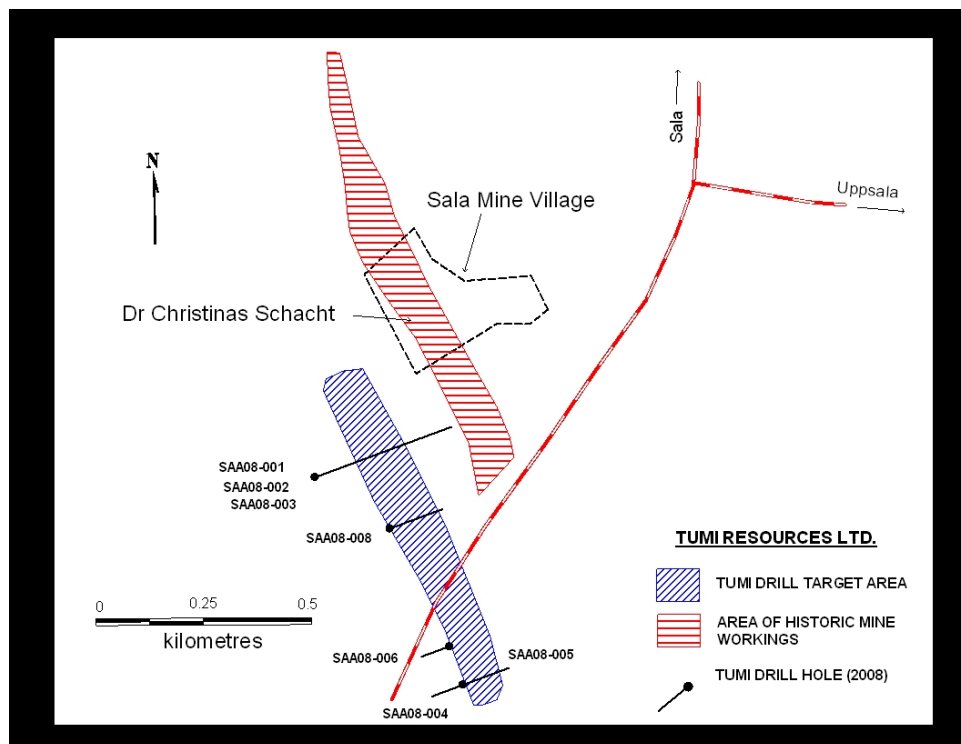 N
Sala
Uppsala
Sala Mine Village
Dr Christinas Schacht
SAA08-001
SAA08-002
SAA08-003
SAA08-008
TUMI RESOURCES LTD.
TUMI DRILL TARGET AREA
0 0.25 0.5
kilometres
AREA OF HISTORIC MINE
WORKINGS
SAA08-006
SAA08-005
TUMI DRILL HOLE (2008)
SAA08-004